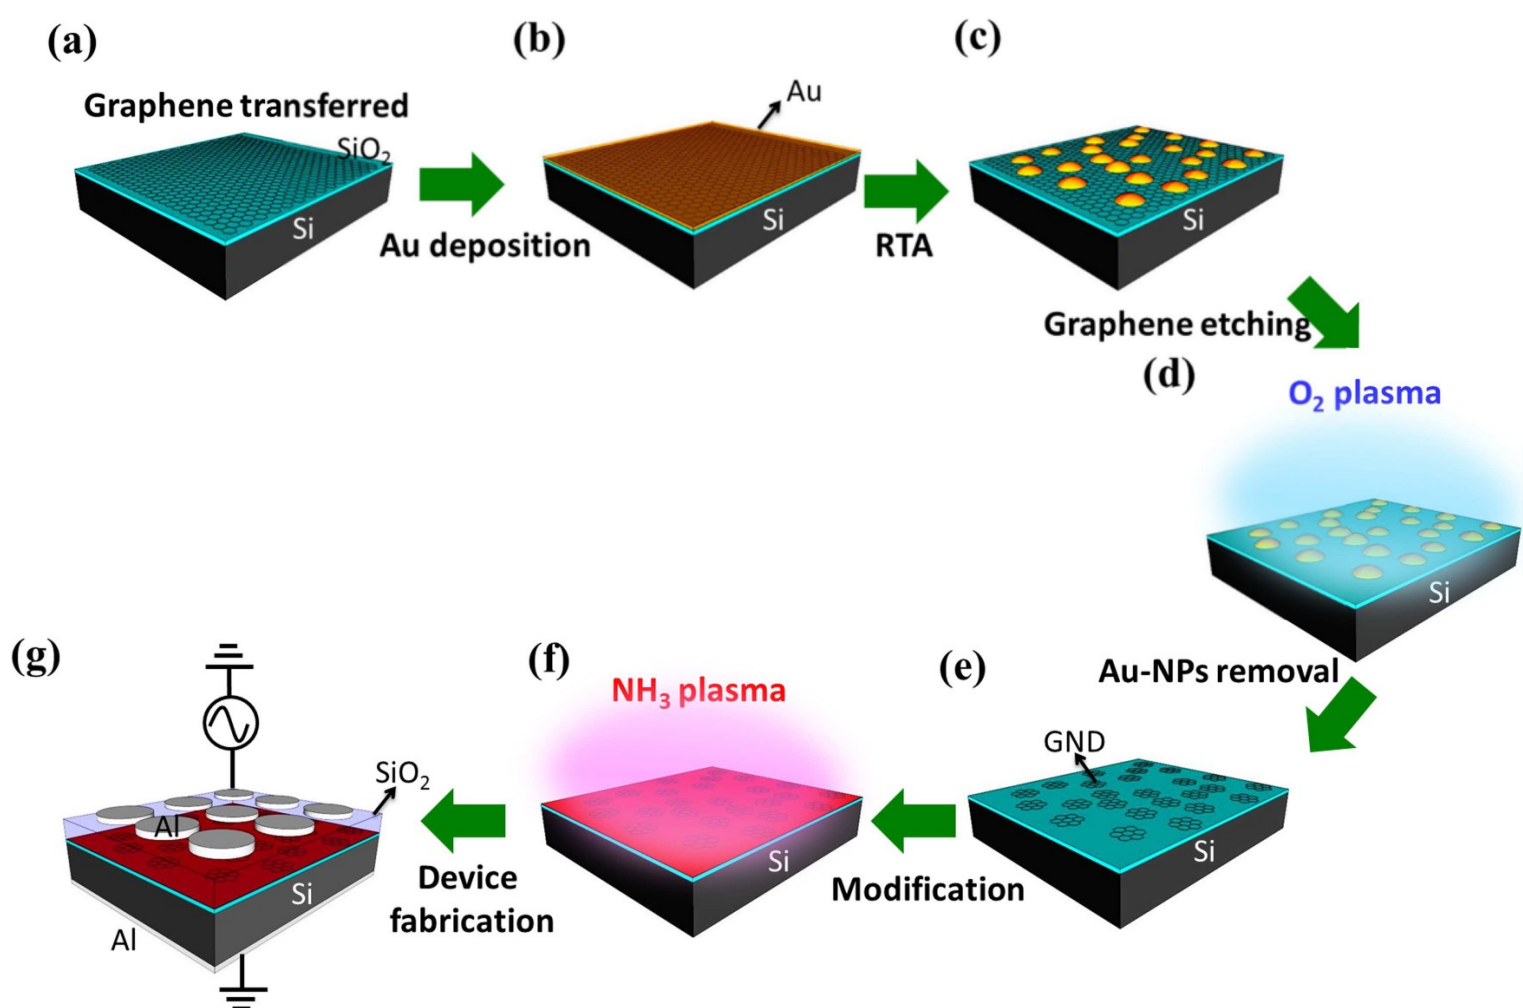 (a)
Graphene transferred
SiO₂
Si
Au deposition
(b)
Au
Si
RTA
(c)
Si
Graphene etching
(d)
O₂ plasma
Si
Au-NPs removal
(e)
GND
Si
Modification
(f)
NH₃ plasma
Si
Device
fabrication
(g)
SiO₂
Al
Si
Al